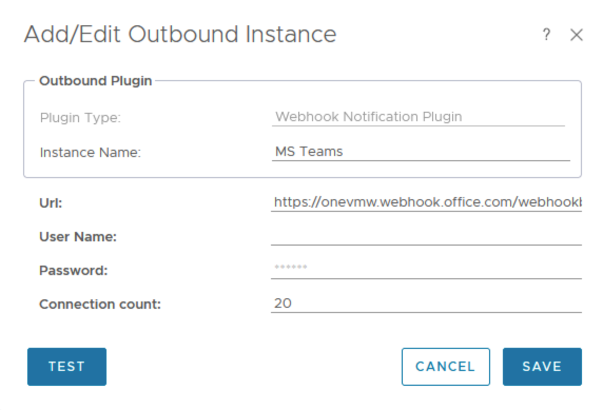 Add/Edit Outbound Instance ?
Outbound Plugin
Plugin Type: Webhook Notification Plugin
Instance Name: MS Teams
Url: https://onevmw.webhook.office.com/webhookb
User Name:
Password: ******
Connection count: 20
TEST CANCEL SAVE